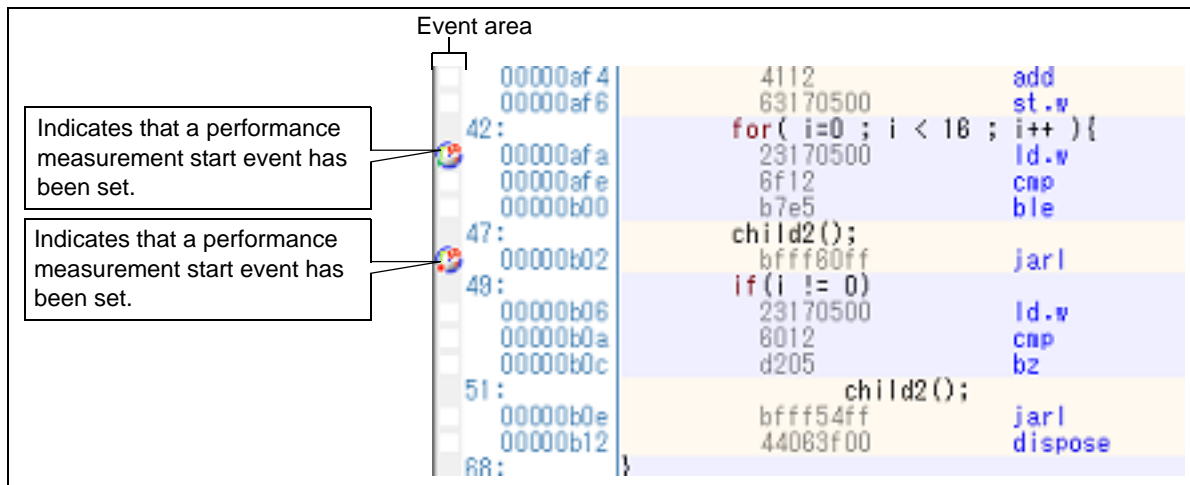 Event area
00000af4 4112 add
00000af6 63170500 st.w
Indicates that a performance
measurement start event has
been set.
42: for( i=0 ; i < 16 ; i++ ){
00000afa 23170500 ld.w
00000afe 6f12 cmp
00000b00 b7e5 ble
Indicates that a performance
measurement start event has
been set.
47: child2();
00000b02 bfff60ff jarl
49: if(i != 0)
00000b06 23170500 ld.w
00000b0a 6012 cmp
00000b0c d205 bz
51: child2();
00000b0e bfff54ff jarl
00000b12 44063f00 dispose
68: }